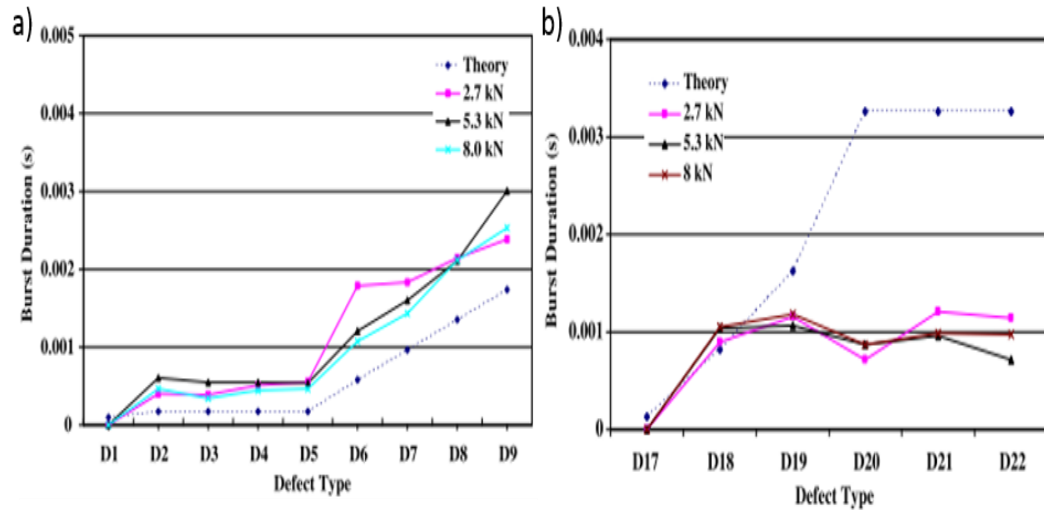 a)
0.005
0.004
0.003
0.002
0.001
0
Burst Duration (s)
Theory
2.7 kN
5.3 kN
8.0 kN
D1 D2 D3 D4 D5 D6 D7 D8 D9
Defect Type
b)
0.004
0.003
0.002
0.001
0
Burst Duration (s)
Theory
2.7 kN
5.3 kN
8 kN
D17 D18 D19 D20 D21 D22
Defect Type